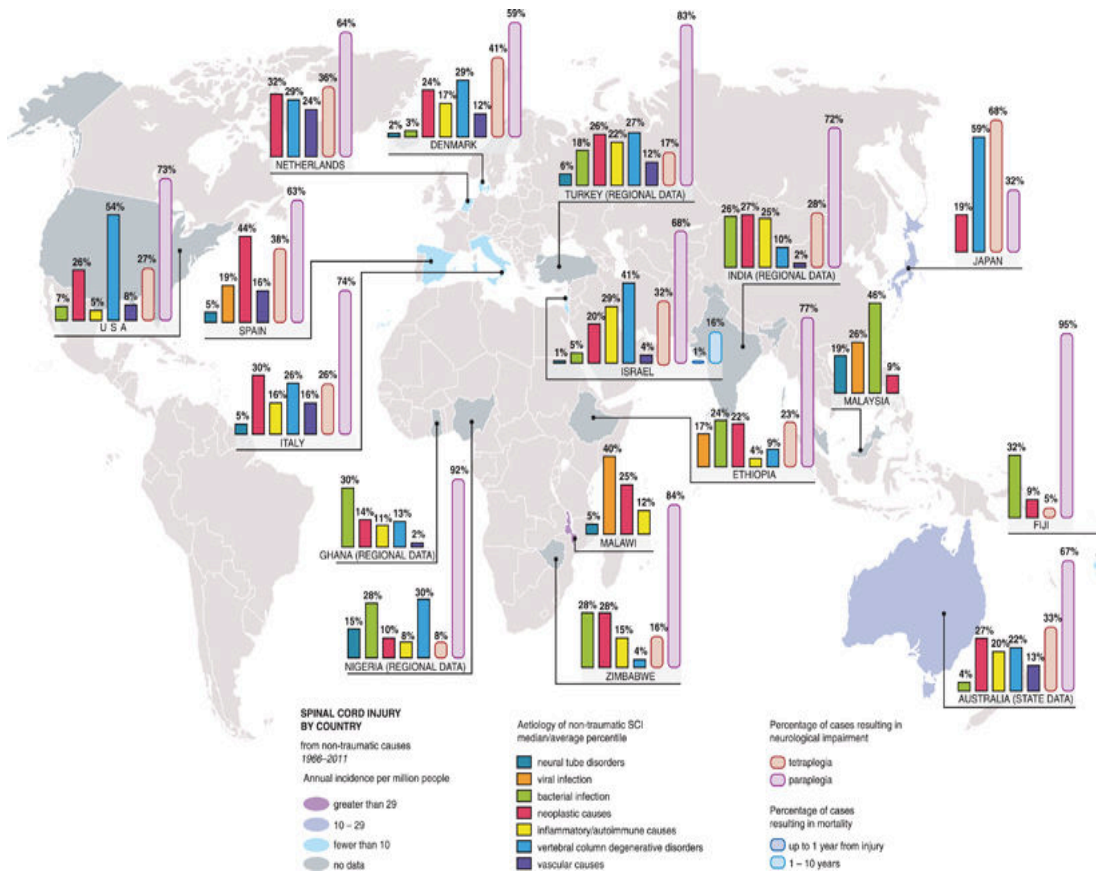 64%
32%
29%
24%
36%
NETHERLANDS
59%
2%
3%
24%
17%
29%
12%
41%
DENMARK
83%
6%
18%
26%
22%
27%
12%
17%
TURKEY (REGIONAL DATA)
72%
26%
27%
25%
10%
2%
28%
INDIA (REGIONAL DATA)
19%
59%
68%
32%
JAPAN
73%
7%
26%
5%
54%
8%
27%
U S A
63%
5%
19%
44%
16%
38%
SPAIN
74%
5%
30%
16%
26%
16%
26%
ITALY
68%
1%
5%
20%
29%
41%
4%
32%
1%
16%
ISRAEL
19%
26%
46%
9%
MALAYSIA
77%
17%
24%
22%
4%
9%
23%
ETHIOPIA
95%
32%
9%
5%
FIJI
30%
14%
11%
13%
2%
GHANA (REGIONAL DATA)
5%
40%
25%
12%
MALAWI
92%
15%
28%
10%
8%
30%
8%
NIGERIA (REGIONAL DATA)
84%
28%
28%
15%
4%
16%
ZIMBABWE
67%
4%
27%
20%
22%
13%
33%
AUSTRALIA (STATE DATA)
SPINAL CORD INJURY
BY COUNTRY
from non-traumatic causes
1966–2011
Annual incidence per million people
greater than 29
10 – 29
fewer than 10
no data
Aetiology of non-traumatic SCI
median/average percentile
neural tube disorders
viral infection
bacterial infection
neoplastic causes
inflammatory/autoimmune causes
vertebral column degenerative disorders
vascular causes
Percentage of cases resulting in
neurological impairment
tetraplegia
paraplegia
Percentage of cases
resulting in mortality
up to 1 year from injury
1 – 10 years